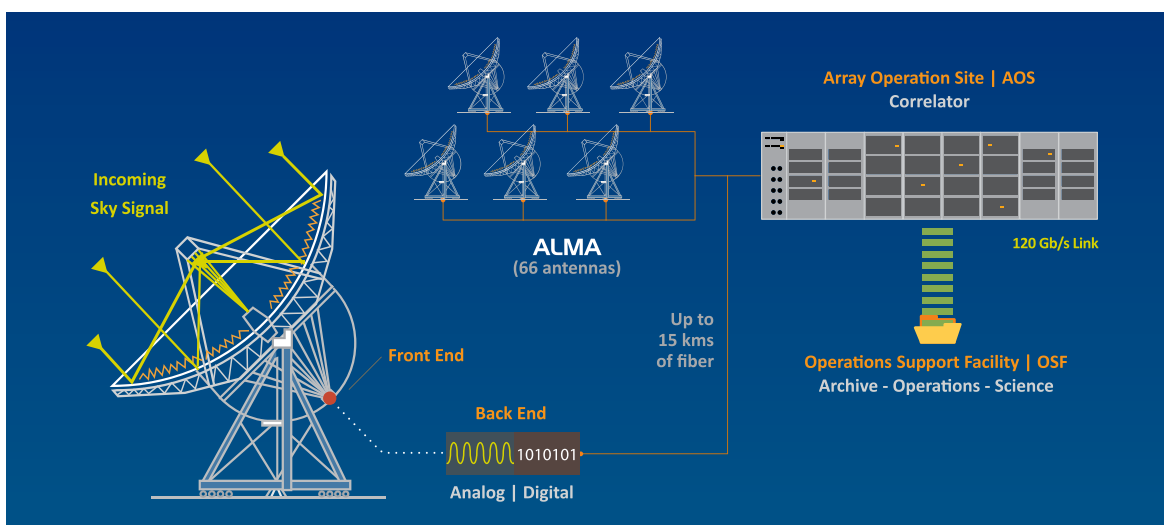 Incoming
Sky Signal
Front End
Back End
1010101
Analog | Digital
ALMA
(66 antennas)
Up to
15 kms
of fiber
Array Operation Site | AOS
Correlator
120 Gb/s Link
Operations Support Facility | OSF
Archive - Operations - Science